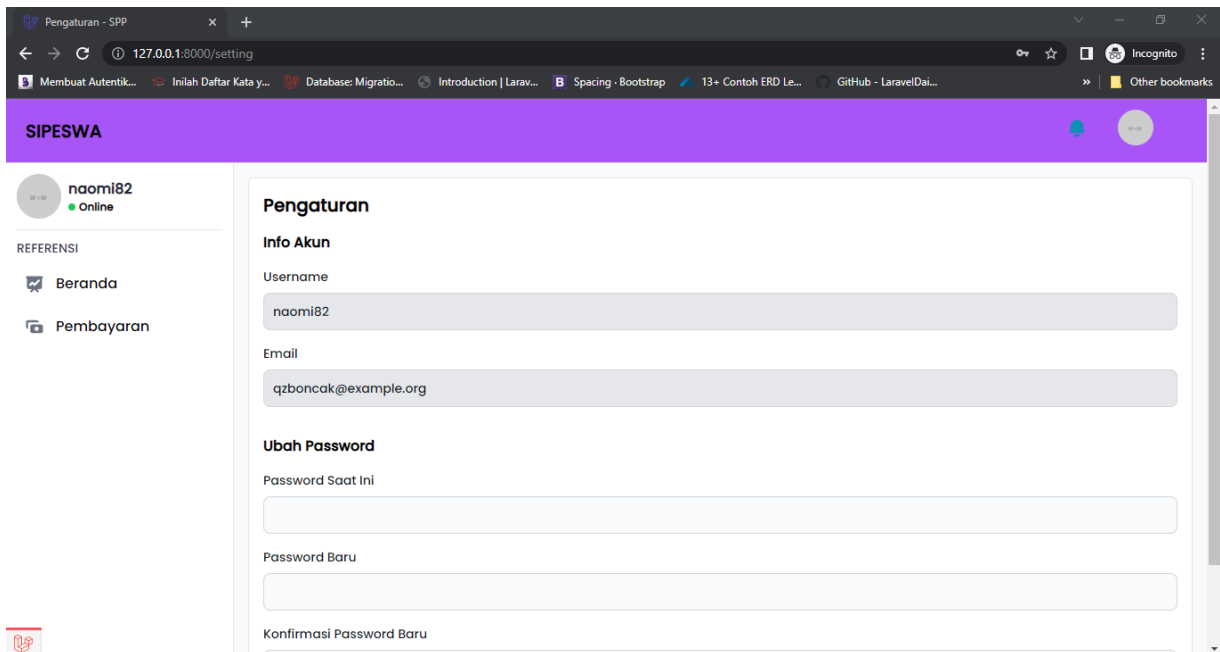 Pengaturan - SPP
127.0.0.1:8000/setting
Incognito
Membuat Autentik... Inilah Daftar Kata y... Database: Migratio... Introduction | Larav... B Spacing · Bootstrap 13+ Contoh ERD Le... GitHub - LaravelDai... » Other bookmarks
SIPESWA
naomi82
Online
REFERENSI
Beranda
Pembayaran
Pengaturan
Info Akun
Username
naomi82
Email
qzboncak@example.org
Ubah Password
Password Saat Ini
Password Baru
Konfirmasi Password Baru